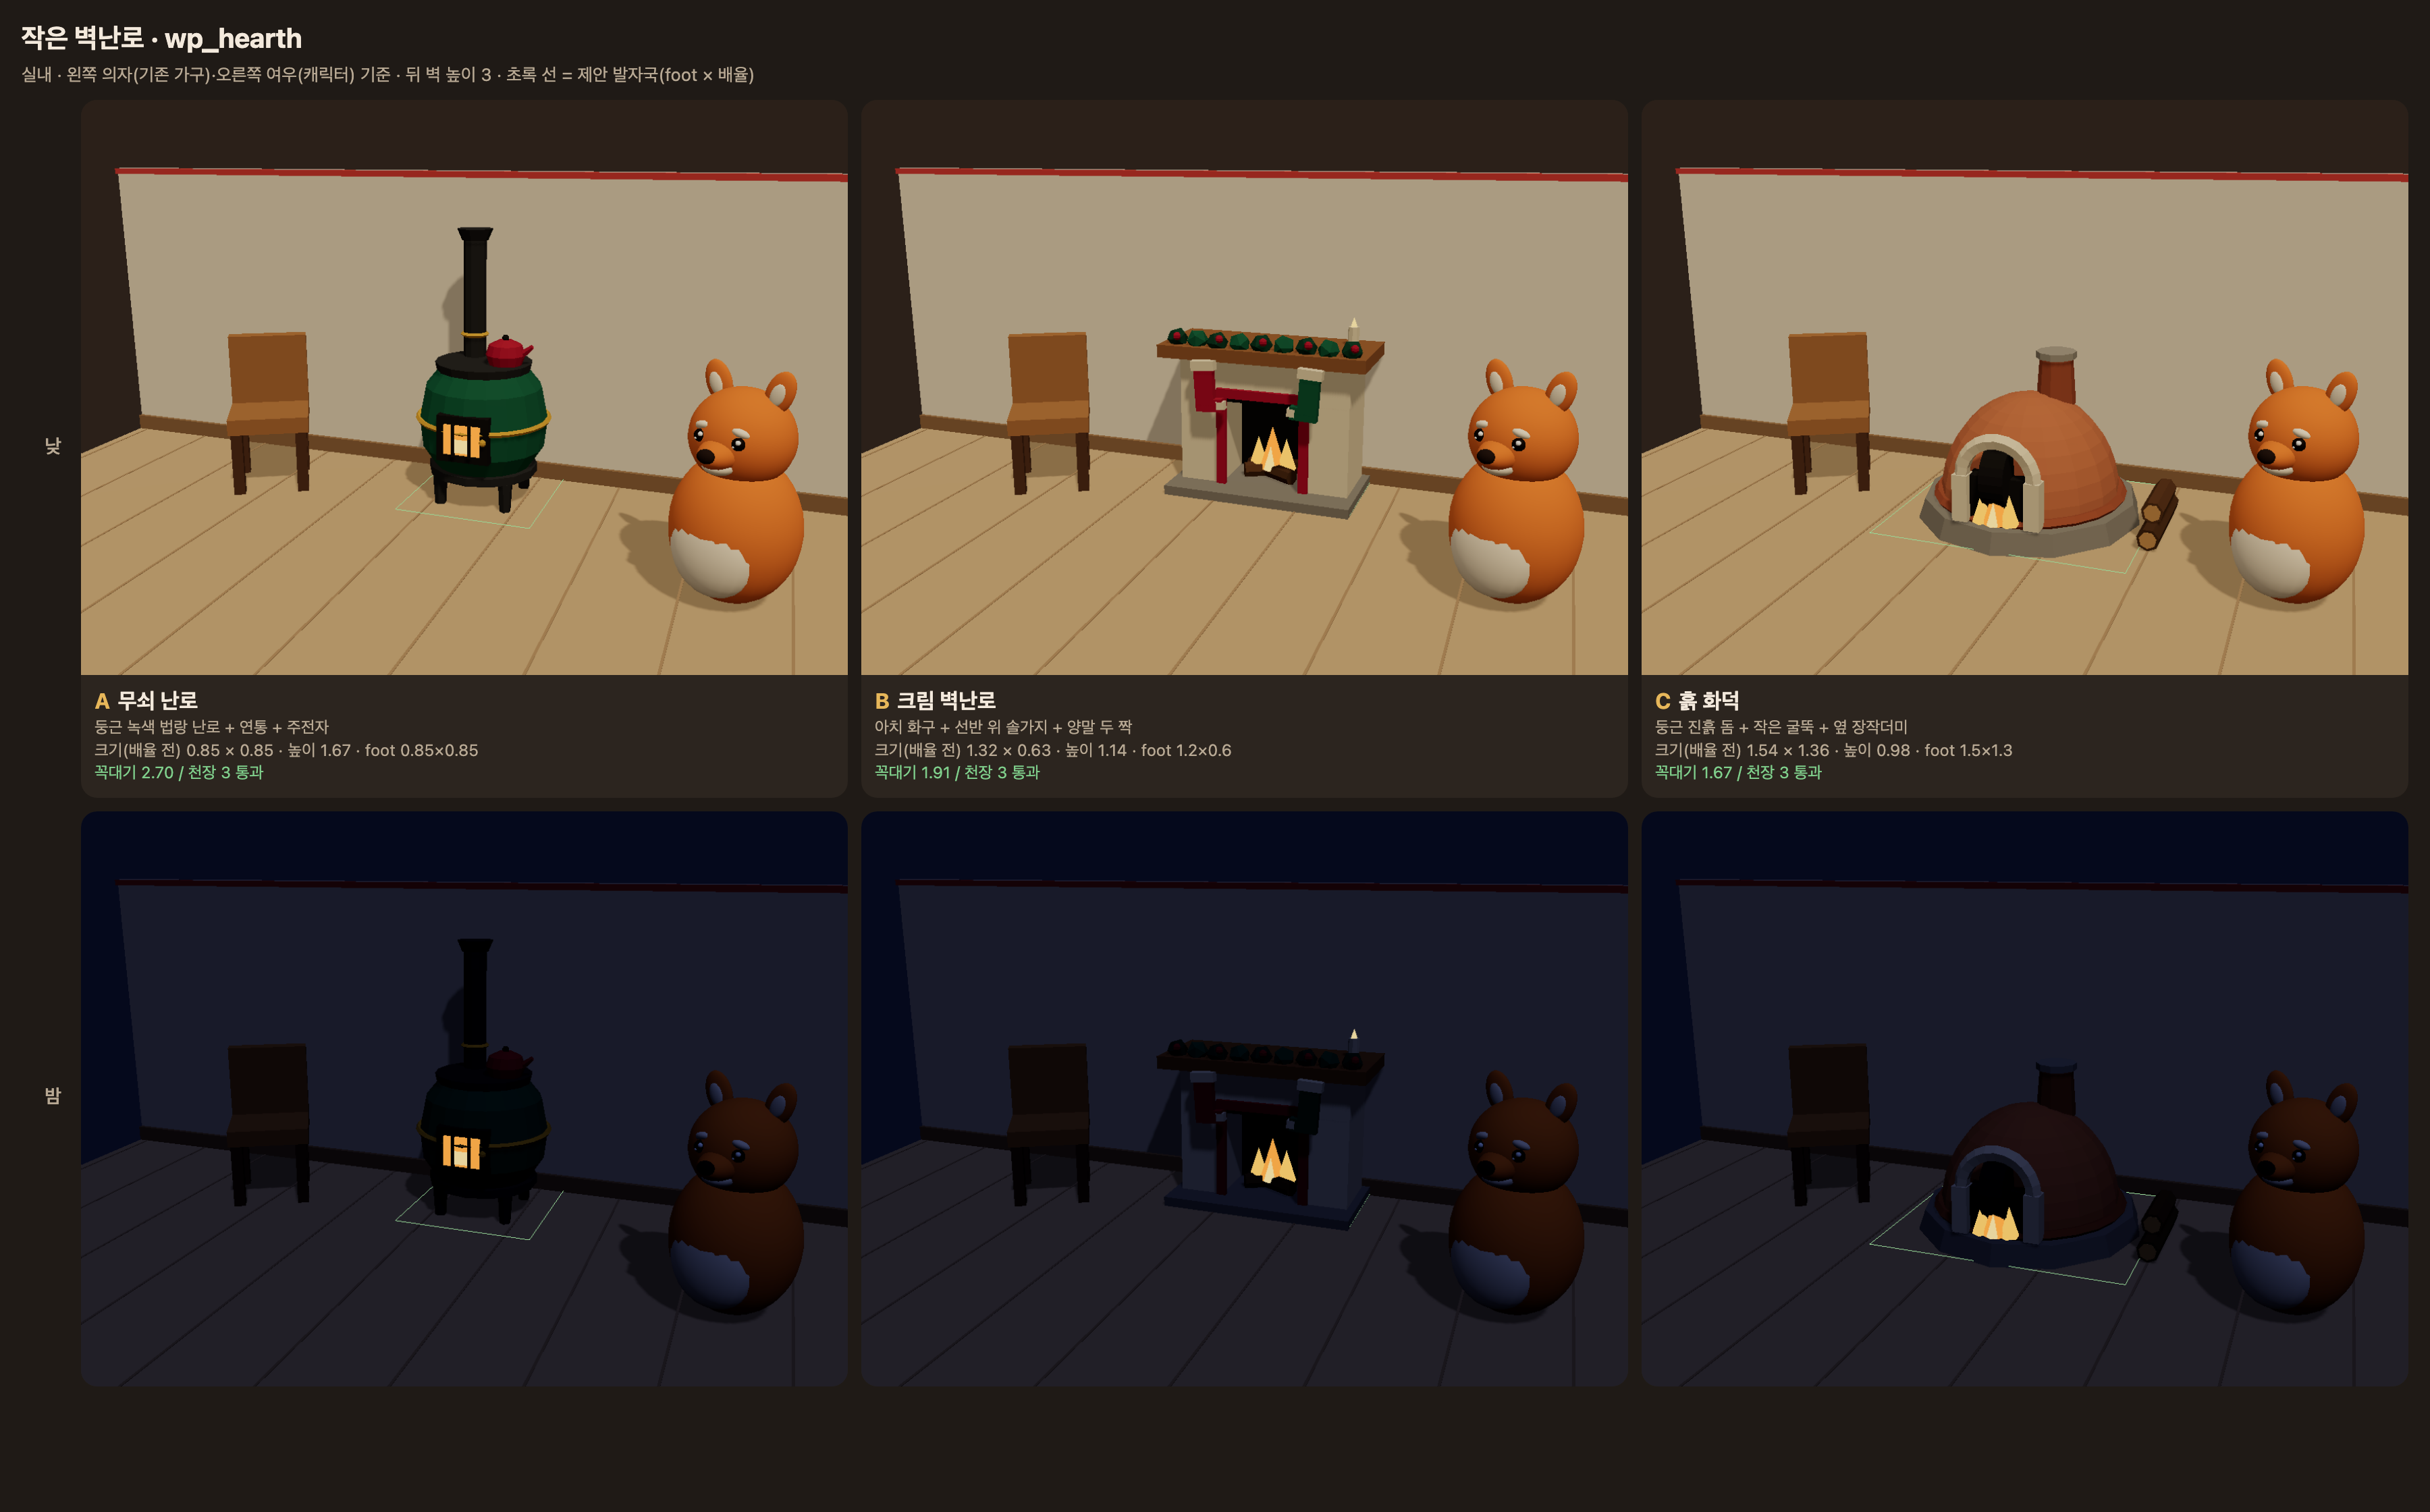 작은 벽난로 · wp_hearth
실내 · 왼쪽 의자(기존 가구)·오른쪽 여우(캐릭터) 기준 · 뒤 벽 높이 3 · 초록 선 = 제안 발자국(foot × 배율)
낮
A 무쇠 난로
둥근 녹색 법랑 난로 + 연통 + 주전자
크기(배율 전) 0.85 × 0.85 · 높이 1.67 · foot 0.85×0.85
꼭대기 2.70 / 천장 3 통과
B 크림 벽난로
아치 화구 + 선반 위 솔가지 + 양말 두 짝
크기(배율 전) 1.32 × 0.63 · 높이 1.14 · foot 1.2×0.6
꼭대기 1.91 / 천장 3 통과
C 흙 화덕
둥근 진흙 돔 + 작은 굴뚝 + 옆 장작더미
크기(배율 전) 1.54 × 1.36 · 높이 0.98 · foot 1.5×1.3
꼭대기 1.67 / 천장 3 통과
밤